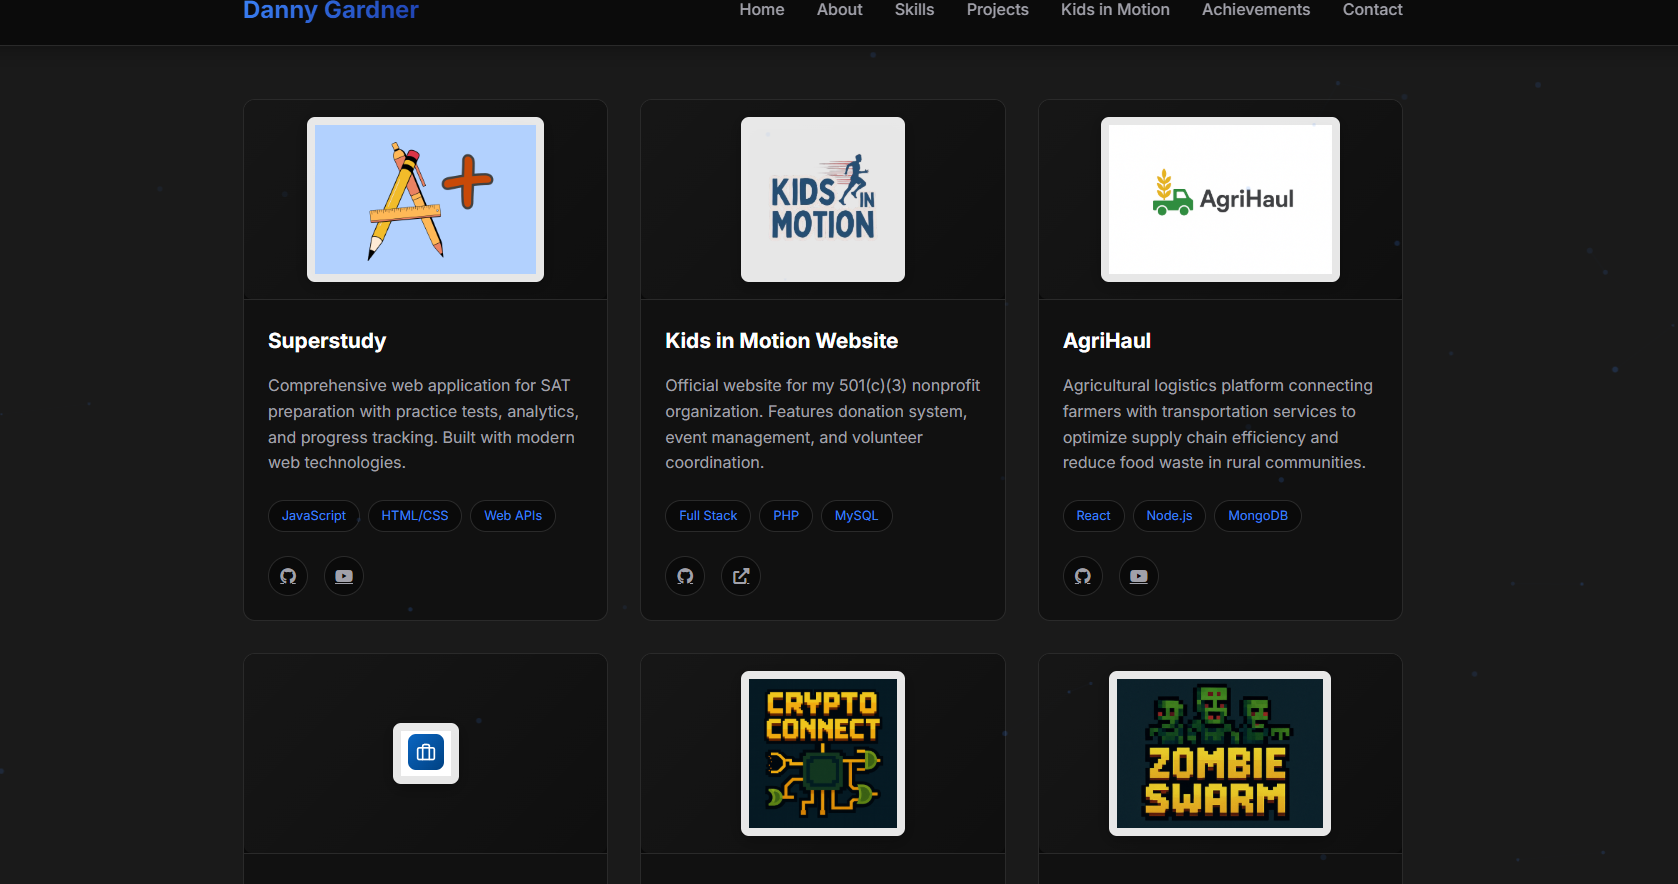 Danny Gardner
Home About Skills Projects Kids in Motion Achievements Contact
KIDS IN
MOTION
AgriHaul
Superstudy
Comprehensive web application for SAT
preparation with practice tests, analytics,
and progress tracking. Built with modern
web technologies.
JavaScript HTML/CSS Web APIs
Kids in Motion Website
Official website for my 501(c)(3) nonprofit
organization. Features donation system,
event management, and volunteer
coordination.
Full Stack PHP MySQL
AgriHaul
Agricultural logistics platform connecting
farmers with transportation services to
optimize supply chain efficiency and
reduce food waste in rural communities.
React Node.js MongoDB
CRYPTO
CONNECT
ZOMBIE
SWARM